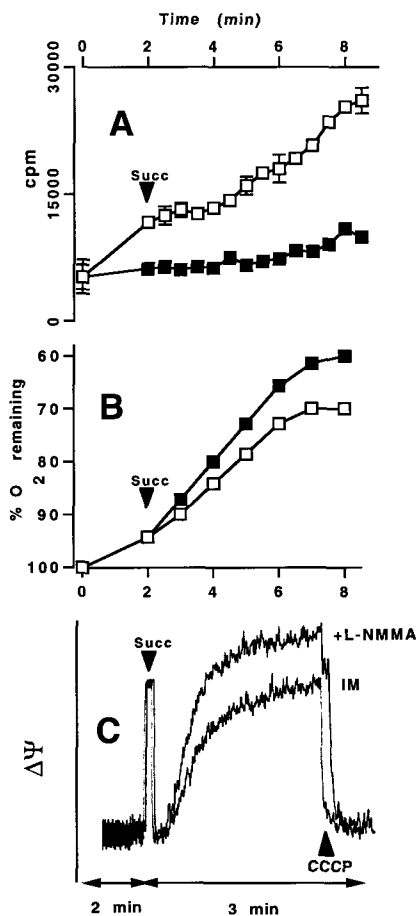 Time (min)
0 2 4 6 8
30000
15000
0
cpm
A
Succ
60
70
80
90
100
% O2 remaining
B
Succ
0 2 4 6 8
ΔΨ
C
Succ
+L-NMMA
IM
CCCP
2 min 3 min